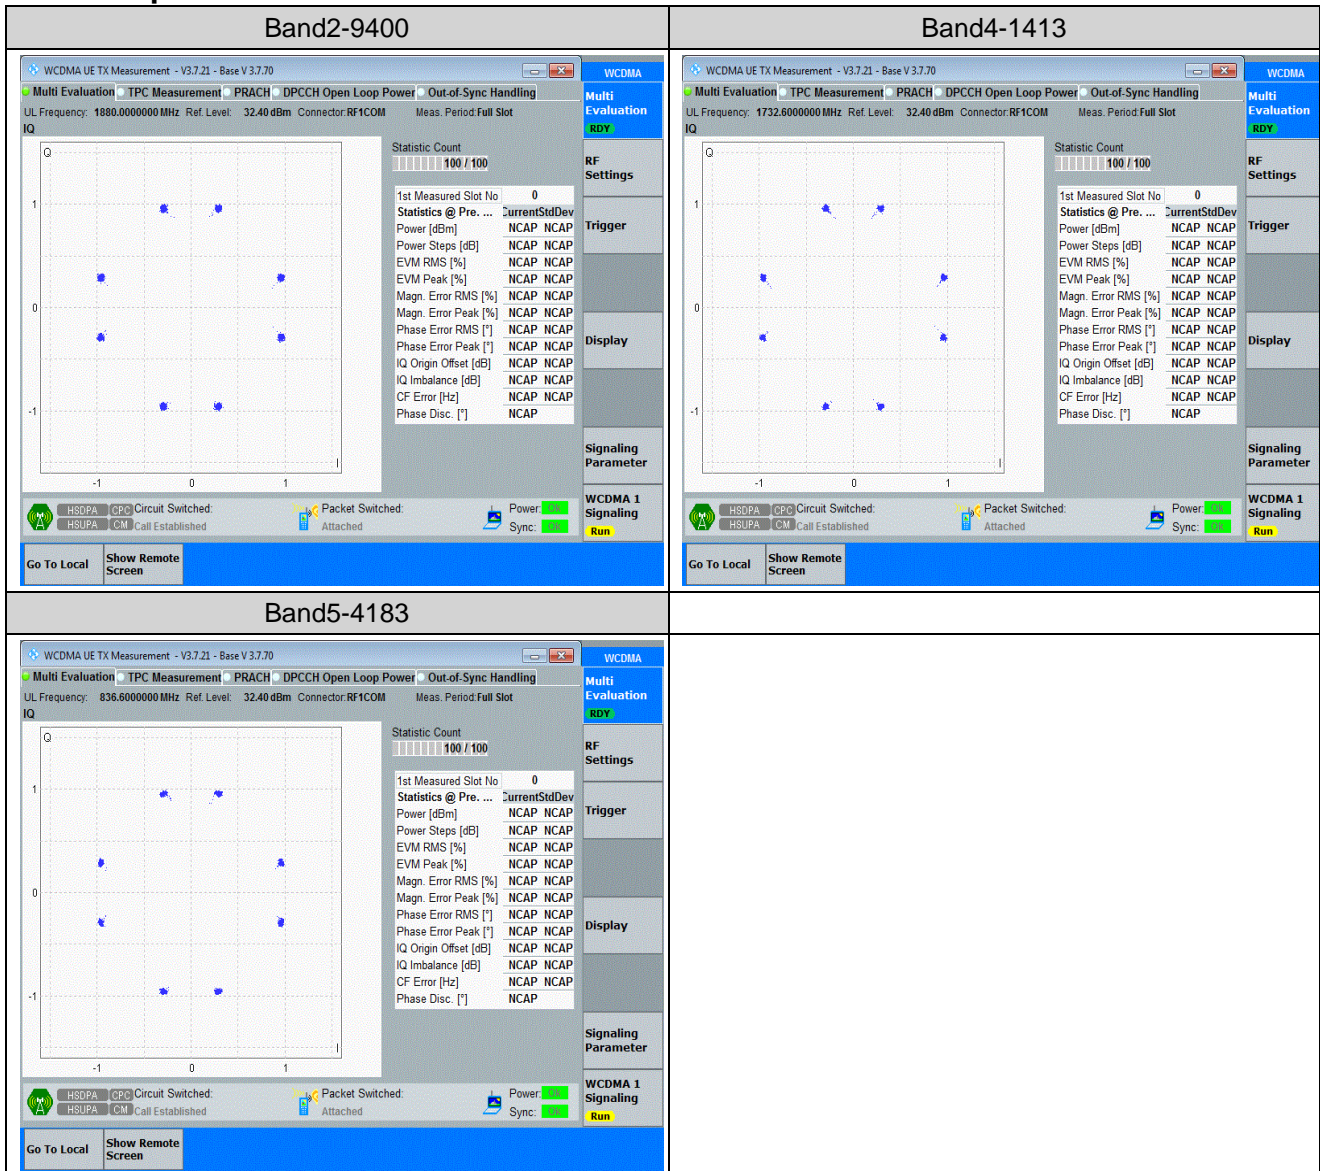 Band2-9400
Band4-1413
WCDMA UE TX Measurement - V3.7.21 - Base V 3.7.70
WCDMA
Multi Evaluation TPC Measurement PRACH DPCCH Open Loop Power Out-of-Sync Handling
Multi Evaluation
RDY
UL Frequency: 1880.0000000 MHz Ref. Level: 32.40 dBm Connector:RF1COM Meas. Period:Full Slot
IQ
Q
1
0
-1
-1 0 1
I
Statistic Count
100 / 100
1st Measured Slot No 0
Statistics @ Pre. ... CurrentStdDev
Power [dBm] NCAP NCAP
Power Steps [dB] NCAP NCAP
EVM RMS [%] NCAP NCAP
EVM Peak [%] NCAP NCAP
Magn. Error RMS [%] NCAP NCAP
Magn. Error Peak [%] NCAP NCAP
Phase Error RMS [°] NCAP NCAP
Phase Error Peak [°] NCAP NCAP
IQ Origin Offset [dB] NCAP NCAP
IQ Imbalance [dB] NCAP NCAP
CF Error [Hz] NCAP NCAP
Phase Disc. [°] NCAP
RF Settings
Trigger
Display
Signaling Parameter
WCDMA 1 Signaling
Run
HSDPA CPC Circuit Switched: Packet Switched: Power: Ok
HSUPA CM Call Established Attached Sync: Ok
Go To Local Show Remote Screen
WCDMA UE TX Measurement - V3.7.21 - Base V 3.7.70
WCDMA
Multi Evaluation TPC Measurement PRACH DPCCH Open Loop Power Out-of-Sync Handling
Multi Evaluation
RDY
UL Frequency: 1732.6000000 MHz Ref. Level: 32.40 dBm Connector:RF1COM Meas. Period:Full Slot
IQ
Q
1
0
-1
-1 0 1
I
Statistic Count
100 / 100
1st Measured Slot No 0
Statistics @ Pre. ... CurrentStdDev
Power [dBm] NCAP NCAP
Power Steps [dB] NCAP NCAP
EVM RMS [%] NCAP NCAP
EVM Peak [%] NCAP NCAP
Magn. Error RMS [%] NCAP NCAP
Magn. Error Peak [%] NCAP NCAP
Phase Error RMS [°] NCAP NCAP
Phase Error Peak [°] NCAP NCAP
IQ Origin Offset [dB] NCAP NCAP
IQ Imbalance [dB] NCAP NCAP
CF Error [Hz] NCAP NCAP
Phase Disc. [°] NCAP
RF Settings
Trigger
Display
Signaling Parameter
WCDMA 1 Signaling
Run
HSDPA CPC Circuit Switched: Packet Switched: Power: Ok
HSUPA CM Call Established Attached Sync: Ok
Go To Local Show Remote Screen
Band5-4183
WCDMA UE TX Measurement - V3.7.21 - Base V 3.7.70
WCDMA
Multi Evaluation TPC Measurement PRACH DPCCH Open Loop Power Out-of-Sync Handling
Multi Evaluation
RDY
UL Frequency: 836.6000000 MHz Ref. Level: 32.40 dBm Connector:RF1COM Meas. Period:Full Slot
IQ
Q
1
0
-1
-1 0 1
I
Statistic Count
100 / 100
1st Measured Slot No 0
Statistics @ Pre. ... CurrentStdDev
Power [dBm] NCAP NCAP
Power Steps [dB] NCAP NCAP
EVM RMS [%] NCAP NCAP
EVM Peak [%] NCAP NCAP
Magn. Error RMS [%] NCAP NCAP
Magn. Error Peak [%] NCAP NCAP
Phase Error RMS [°] NCAP NCAP
Phase Error Peak [°] NCAP NCAP
IQ Origin Offset [dB] NCAP NCAP
IQ Imbalance [dB] NCAP NCAP
CF Error [Hz] NCAP NCAP
Phase Disc. [°] NCAP
RF Settings
Trigger
Display
Signaling Parameter
WCDMA 1 Signaling
Run
HSDPA CPC Circuit Switched: Packet Switched: Power: Ok
HSUPA CM Call Established Attached Sync: Ok
Go To Local Show Remote Screen